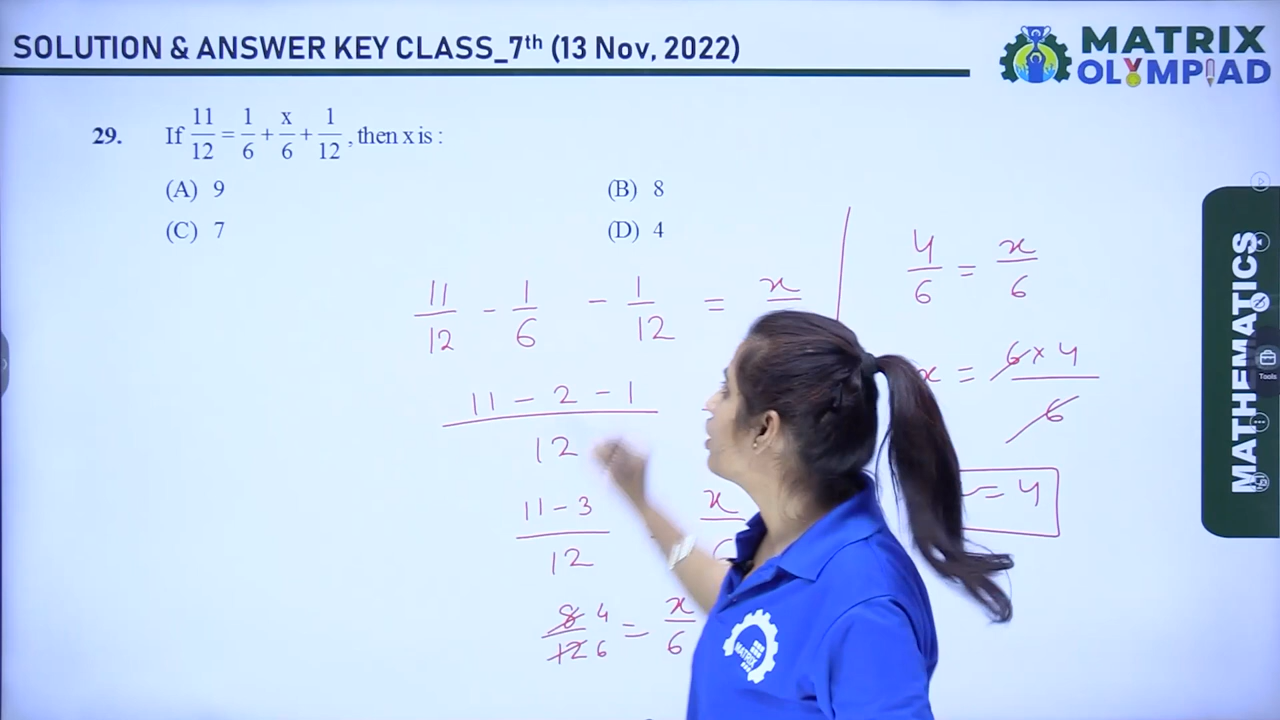 SOLUTION & ANSWER KEY CLASS_7th (13 Nov, 2022)
MATRIX
OLYMPIAD
29. If 11/12 = 1/6 + x/6 + 1/12, then x is :
(A) 9 (B) 8
(C) 7 (D) 4
11/12 - 1/6 - 1/12 = x
(11 - 2 - 1)/12
(11 - 3)/12 x
8/12 4/6 = x/6
4/6 = x/6
x = (6 x 4)/6
= 4
MATHEMATICS
Tools
MATRIX